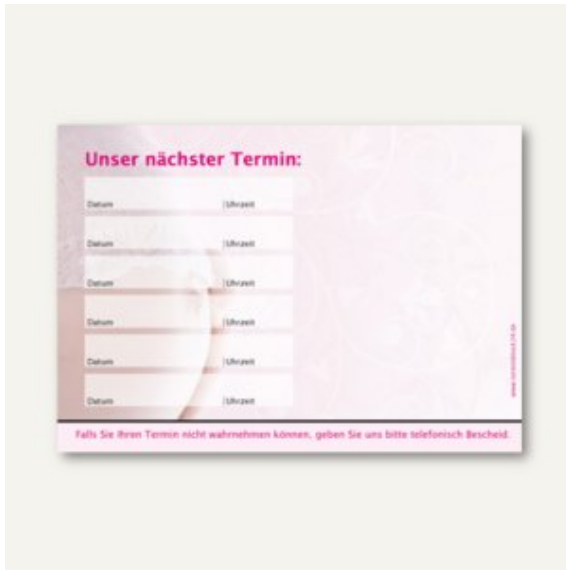 Unser nächster Termin:
Datum |Uhrzeit
Datum |Uhrzeit
Datum |Uhrzeit
Datum |Uhrzeit
Datum |Uhrzeit
Datum |Uhrzeit
Falls Sie Ihren Termin nicht wahrnehmen können, geben Sie uns bitte telefonisch Bescheid.